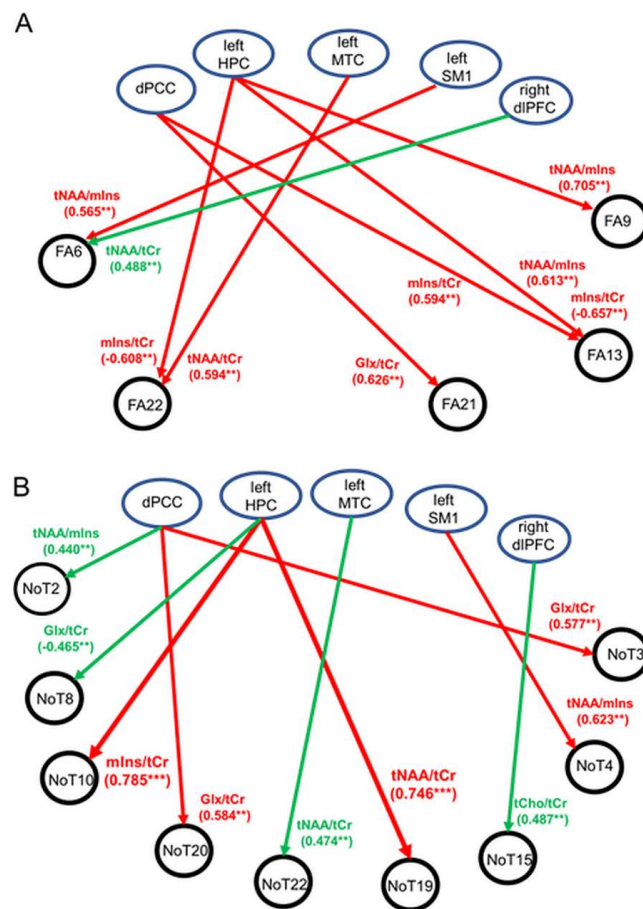 A
left
HPC
left
MTC
left
SM1
dPCC
right
dlPFC
tNAA/mIns
(0.565**)
tNAA/mIns
(0.705**)
FA9
FA6
tNAA/tCr
(0.488**)
tNAA/mIns
(0.613**)
mIns/tCr
(0.594**)
mIns/tCr
(-0.657**)
FA13
mIns/tCr
(-0.608**)
tNAA/tCr
(0.594**)
Glx/tCr
(0.626**)
FA22
FA21
B
dPCC
left
HPC
left
MTC
left
SM1
right
dlPFC
tNAA/mIns
(0.440**)
NoT2
Glx/tCr
(-0.465**)
Glx/tCr
(0.577**)
NoT3
NoT8
tNAA/mIns
(0.623**)
mIns/tCr
(0.785***)
tNAA/tCr
(0.746***)
NoT10
NoT4
Glx/tCr
(0.584**)
tCho/tCr
(0.487**)
tNAA/tCr
(0.474**)
NoT20
NoT22
NoT19
NoT15